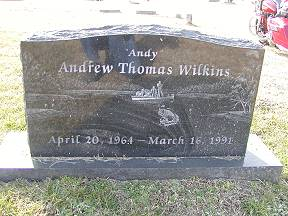 "Andy"
Andrew Thomas Wilkins
April 20, 1964 — March 16, 1991